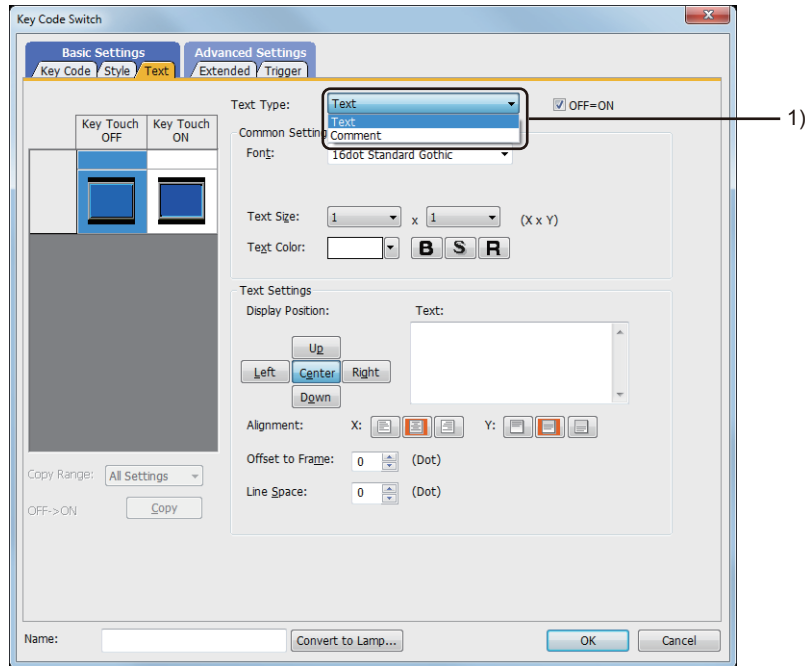 Key Code Switch
Basic Settings Advanced Settings
Key Code Style Text Extended Trigger
Text Type: Text OFF=ON
Text
Comment
1)
Key Touch OFF Key Touch ON
Common Setting
Font: 16dot Standard Gothic
Text Size: 1 x 1 (X x Y)
Text Color: B S R
Text Settings
Display Position: Text:
Up
Left Center Right
Down
Alignment: X: Y:
Offset to Frame: 0 (Dot)
Line Space: 0 (Dot)
Copy Range: All Settings
OFF->ON Copy
Name: Convert to Lamp... OK Cancel